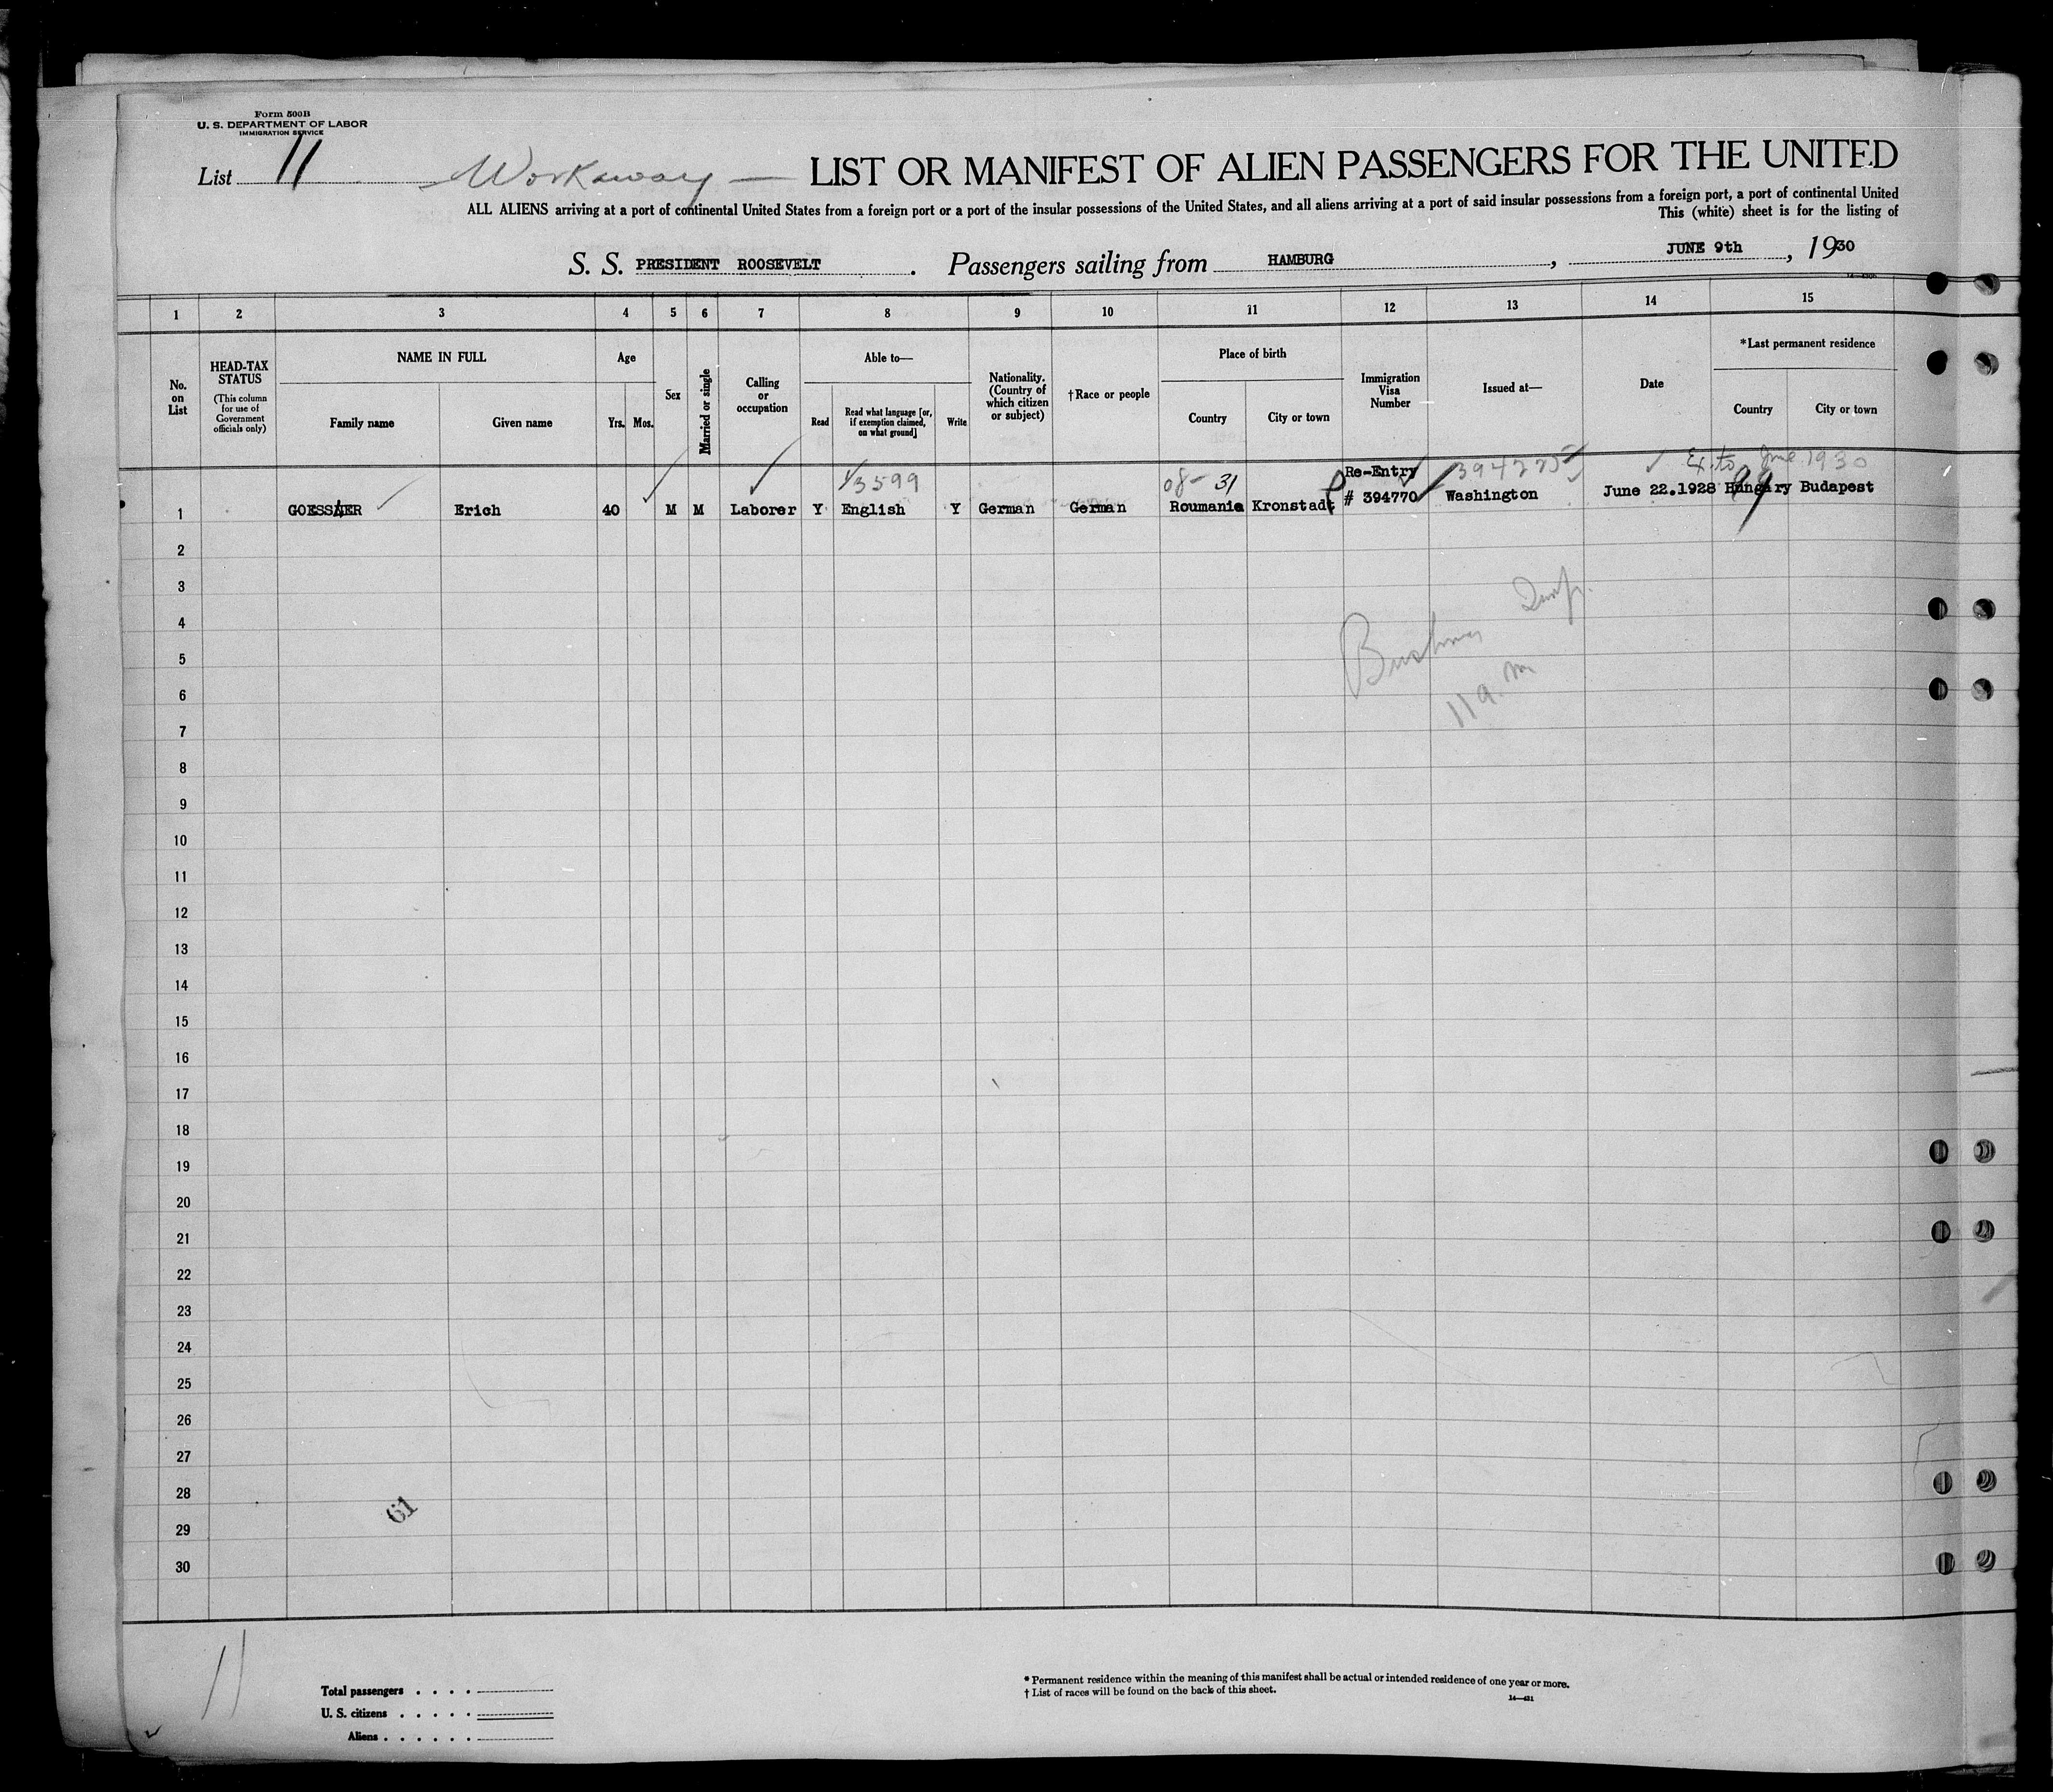 Form 500B
U. S. DEPARTMENT OF LABOR
IMMIGRATION SERVICE
List 11
Workaway —
LIST OR MANIFEST OF ALIEN PASSENGERS FOR THE UNITED
ALL ALIENS arriving at a port of continental United States from a foreign port or a port of the insular possessions of the United States, and all aliens arriving at a port of said insular possessions from a foreign port, a port of continental United
This (white) sheet is for the listing of
S. S. PRESIDENT ROOSEVELT. Passengers sailing from HAMBURG, JUNE 9th, 1930
1 2 3 4 5 6 7 8 9 10 11 12 13 14 15
No. on List
HEAD-TAX STATUS (This column for use of Government officials only)
NAME IN FULL
Family name
Given name
Age
Yrs.
Mos.
Sex
Married or single
Calling or occupation
Able to—
Read
Read what language [or, if exemption claimed, on what ground]
Write
Nationality. (Country of which citizen or subject)
†Race or people
Place of birth
Country
City or town
Immigration Visa Number
Issued at—
Date
*Last permanent residence
Country
City or town
3599
08-31
Re-Entry
June 1930
1 GOESSNER Erich 40 M M Laborer Y English Y German German Roumania Kronstadt # 394770 Washington June 22.1928 Hungary Budapest
2
3
4
5
6
11 a.m
7
8
9
10
11
12
13
14
15
16
17
18
19
20
21
22
23
24
25
26
27
28
61
29
30
11
Total passengers . . . .
U. S. citizens . . . . .
Aliens . . . . . .
* Permanent residence within the meaning of this manifest shall be actual or intended residence of one year or more.
† List of races will be found on the back of this sheet.